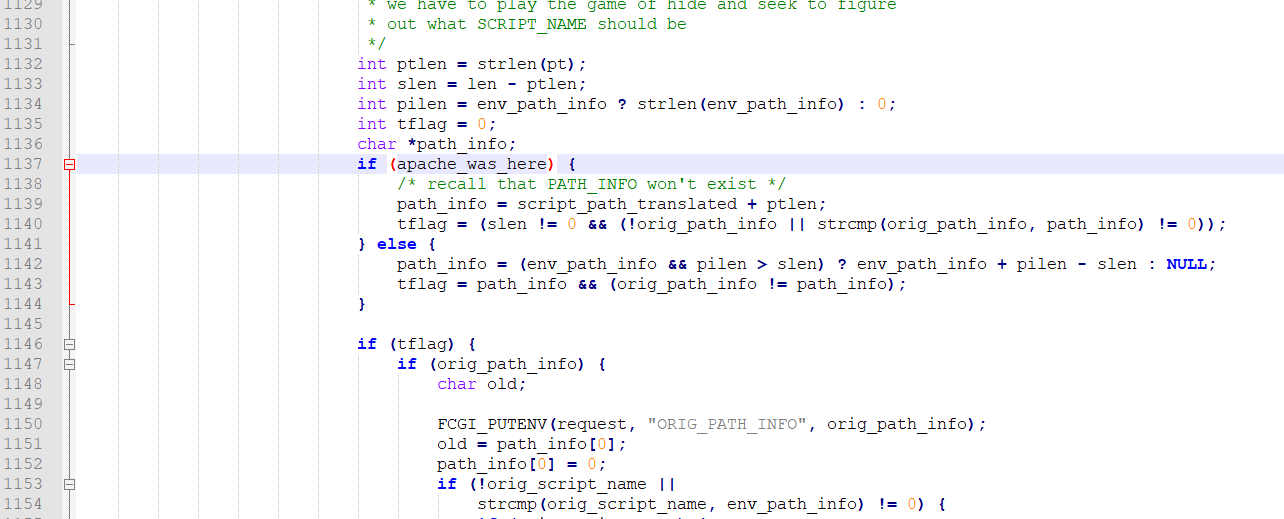 1129 * we have to play the game of hide and seek to figure
1130 * out what SCRIPT_NAME should be
1131 */
1132 int ptlen = strlen(pt);
1133 int slen = len - ptlen;
1134 int pilen = env_path_info ? strlen(env_path_info) : 0;
1135 int tflag = 0;
1136 char *path_info;
1137 if (apache_was_here) {
1138 /* recall that PATH_INFO won't exist */
1139 path_info = script_path_translated + ptlen;
1140 tflag = (slen != 0 && (!orig_path_info || strcmp(orig_path_info, path_info) != 0));
1141 } else {
1142 path_info = (env_path_info && pilen > slen) ? env_path_info + pilen - slen : NULL;
1143 tflag = path_info && (orig_path_info != path_info);
1144 }
1145
1146 if (tflag) {
1147 if (orig_path_info) {
1148 char old;
1149
1150 FCGI_PUTENV(request, "ORIG_PATH_INFO", orig_path_info);
1151 old = path_info[0];
1152 path_info[0] = 0;
1153 if (!orig_script_name ||
1154 strcmp(orig_script_name, env_path_info) != 0) {